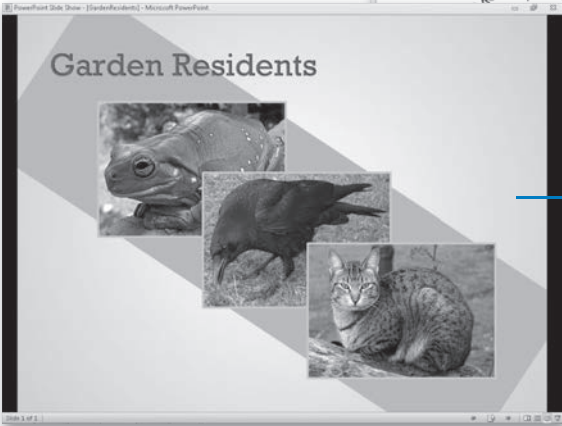 PowerPoint Slide Show - [GardenResidents] - Microsoft PowerPoint
Garden Residents
Slide 1 of 1